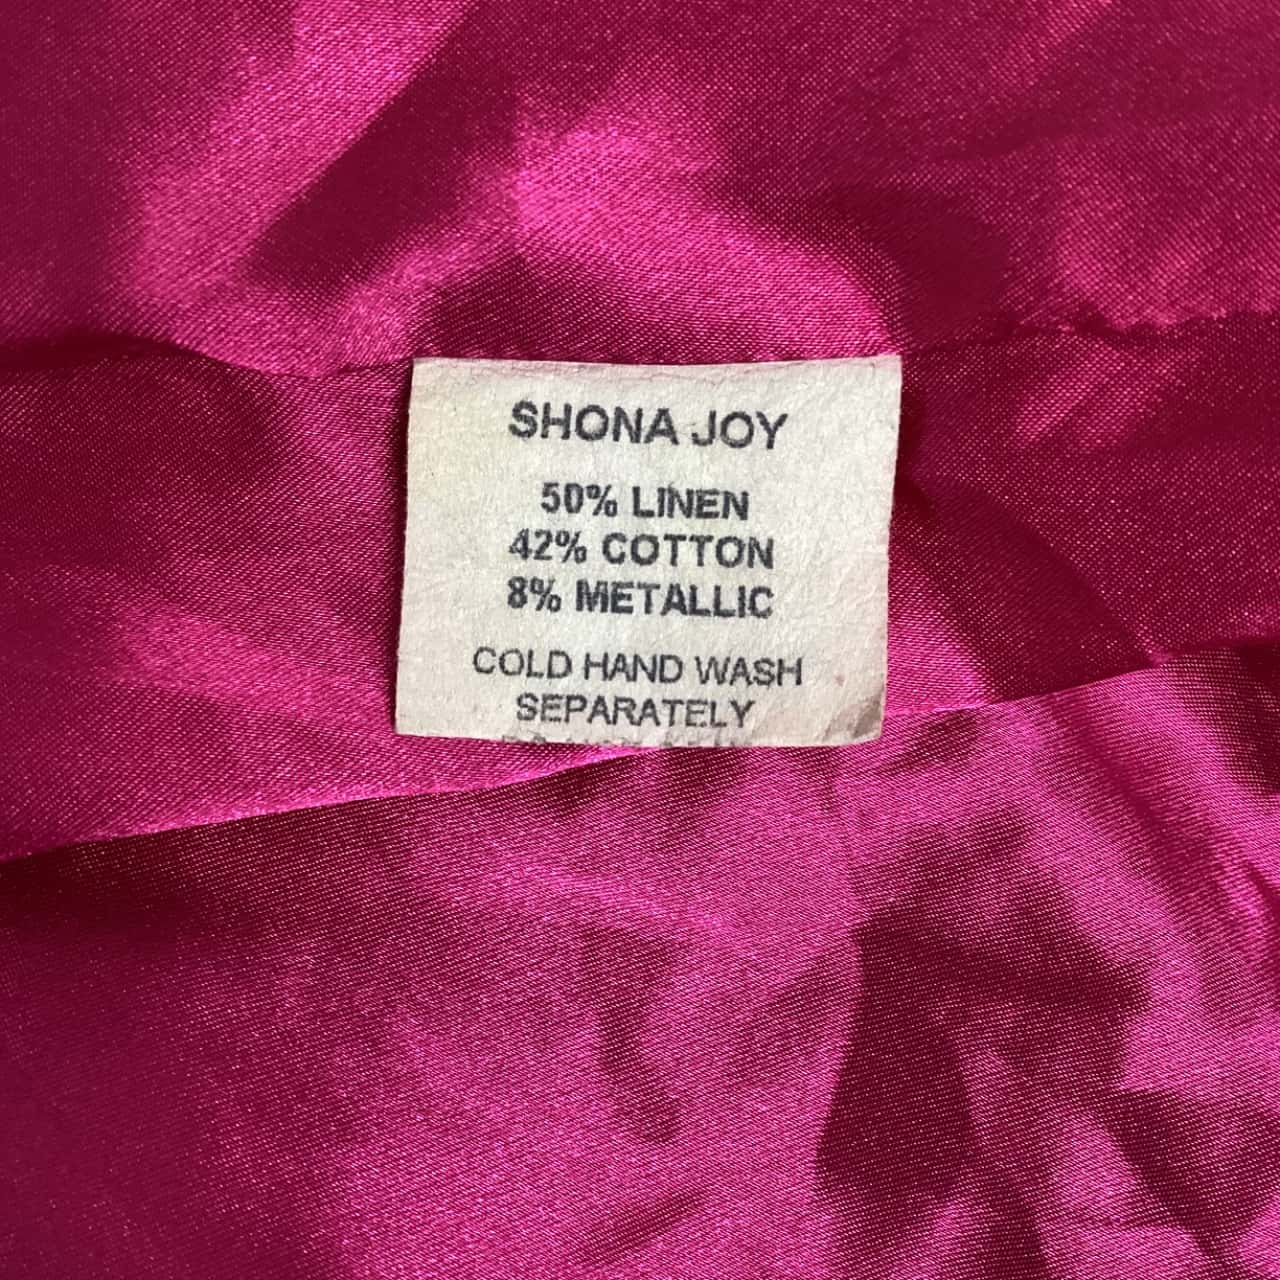 SHONA JOY
50% LINEN
42% COTTON
8% METALLIC
COLD HAND WASH
SEPARATELY